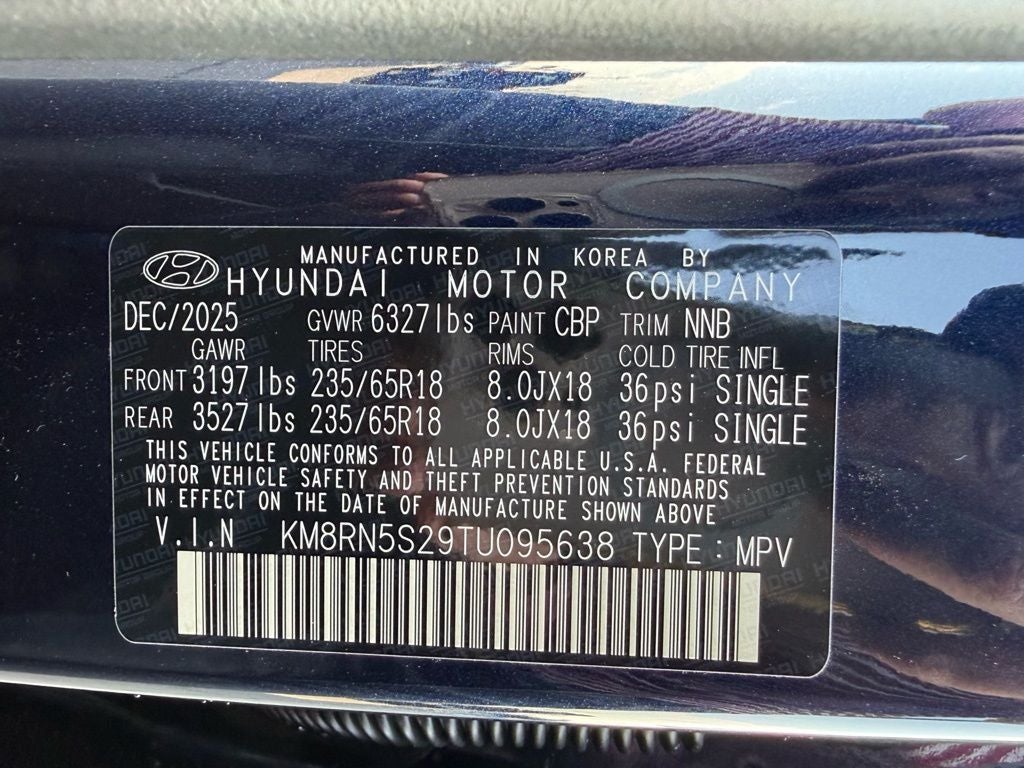 MANUFACTURED IN KOREA BY
HYUNDAI MOTOR COMPANY
DEC/2025 GVWR 6327lbs PAINT CBP TRIM NNB
GAWR TIRES RIMS COLD TIRE INFL
FRONT 3197lbs 235/65R18 8.0JX18 36psi SINGLE
REAR 3527lbs 235/65R18 8.0JX18 36psi SINGLE
THIS VEHICLE CONFORMS TO ALL APPLICABLE U.S.A. FEDERAL
MOTOR VEHICLE SAFETY AND THEFT PREVENTION STANDARDS
IN EFFECT ON THE DATE OF MANUFACTURE SHOWN ABOVE
V.I.N KM8RN5S29TU095638 TYPE : MPV